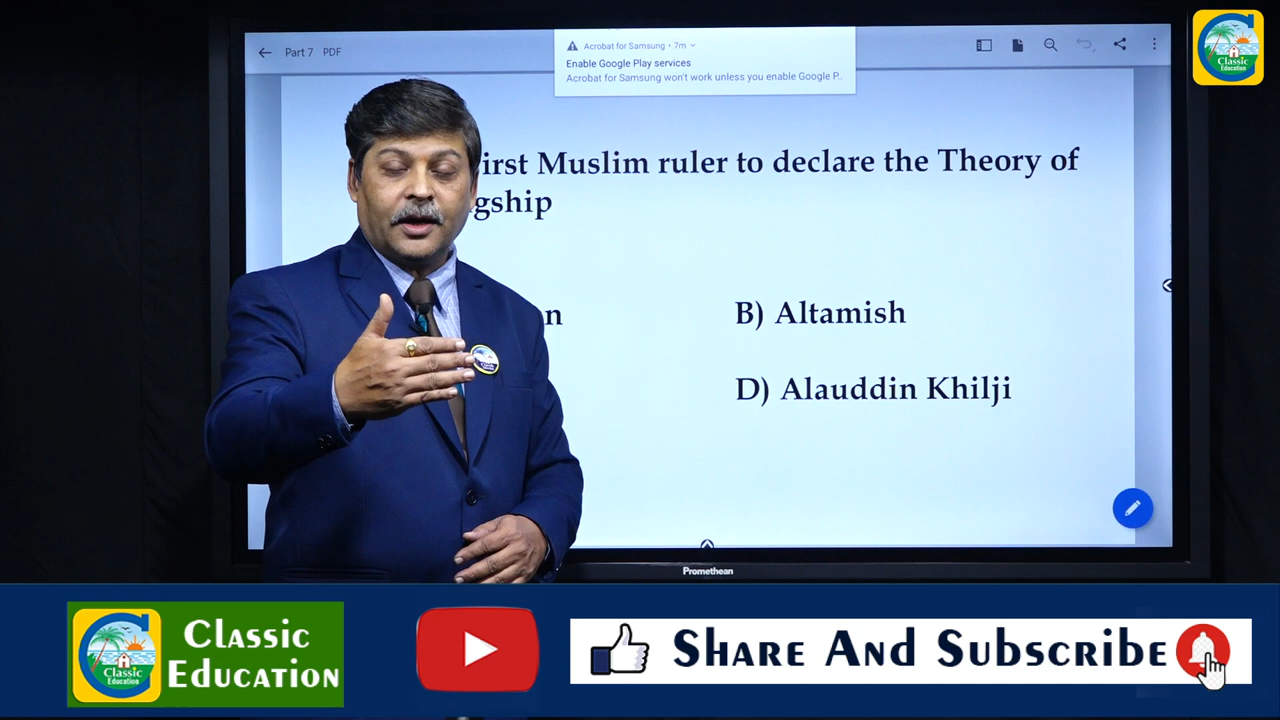 Part 7 PDF
Acrobat for Samsung • 7m
Enable Google Play services
Acrobat for Samsung won't work unless you enable Google P..
Classic
Education
irst Muslim ruler to declare the Theory of
gship
n
B) Altamish
D) Alauddin Khilji
Promethean
Classic
Education
Classic
Education
Share And Subscribe